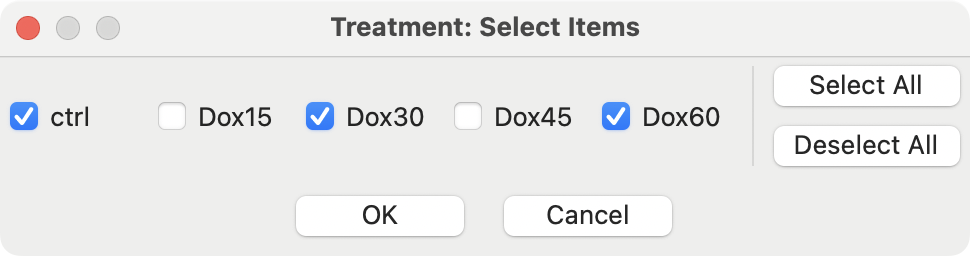 Treatment: Select Items
ctrl Dox15 Dox30 Dox45 Dox60
Select All
Deselect All
OK Cancel